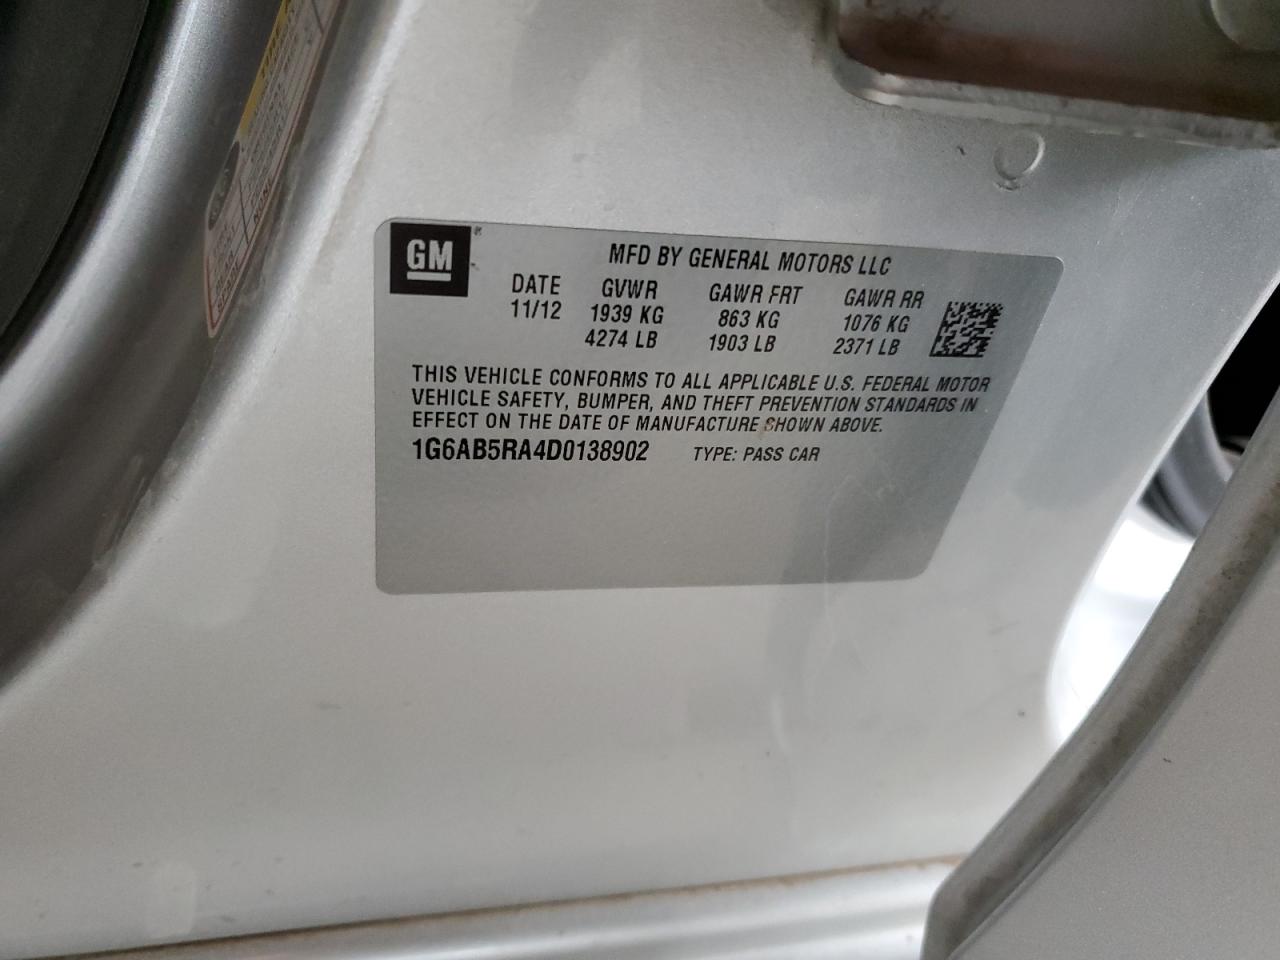 GM®
MFD BY GENERAL MOTORS LLC
DATE GVWR GAWR FRT GAWR RR
11/12 1939 KG 863 KG 1076 KG
4274 LB 1903 LB 2371 LB
THIS VEHICLE CONFORMS TO ALL APPLICABLE U.S. FEDERAL MOTOR
VEHICLE SAFETY, BUMPER, AND THEFT PREVENTION STANDARDS IN
EFFECT ON THE DATE OF MANUFACTURE SHOWN ABOVE.
1G6AB5RA4D0138902 TYPE: PASS CAR